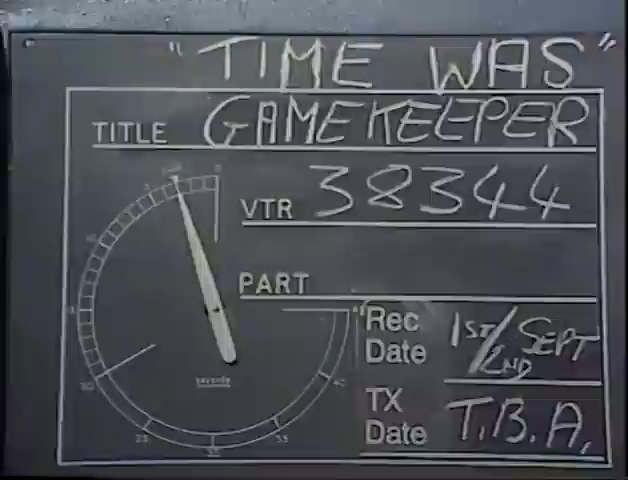 "TIME WAS"
TITLE GAMEKEEPER
VTR 38344
PART
Rec Date 1ST/2ND SEPT
TX Date T.B.A.